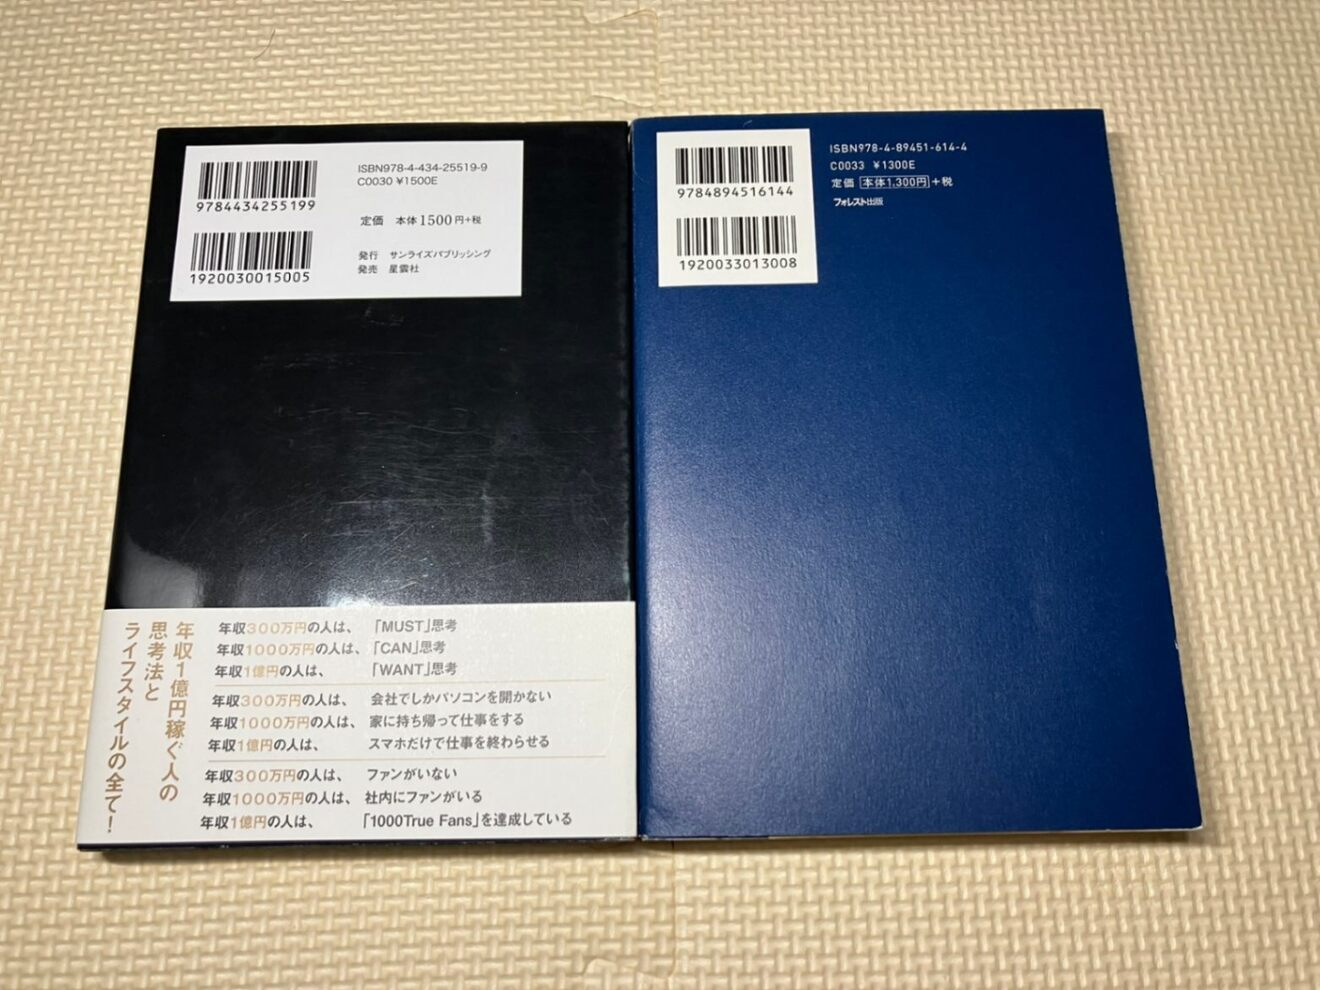 9784434255199
1920030015005
ISBN978-4-434-25519-9
C0030 ¥1500E
定価 本体1500円+税
発行 サンライズパブリッシング
発売 星雲社
年収1億円稼ぐ人の
思考法と
ライフスタイルの全て!
年収300万円の人は、 「MUST」思考
年収1000万円の人は、「CAN」思考
年収1億円の人は、 「WANT」思考
年収300万円の人は、 会社でしかパソコンを開かない
年収1000万円の人は、 家に持ち帰って仕事をする
年収1億円の人は、 スマホだけで仕事を終わらせる
年収300万円の人は、 ファンがいない
年収1000万円の人は、 社内にファンがいる
年収1億円の人は、 「1000True Fans」を達成している
9784894516144
1920033013008
ISBN978-4-89451-614-4
C0033 ¥1300E
定価 本体1,300円+税
フォレスト出版